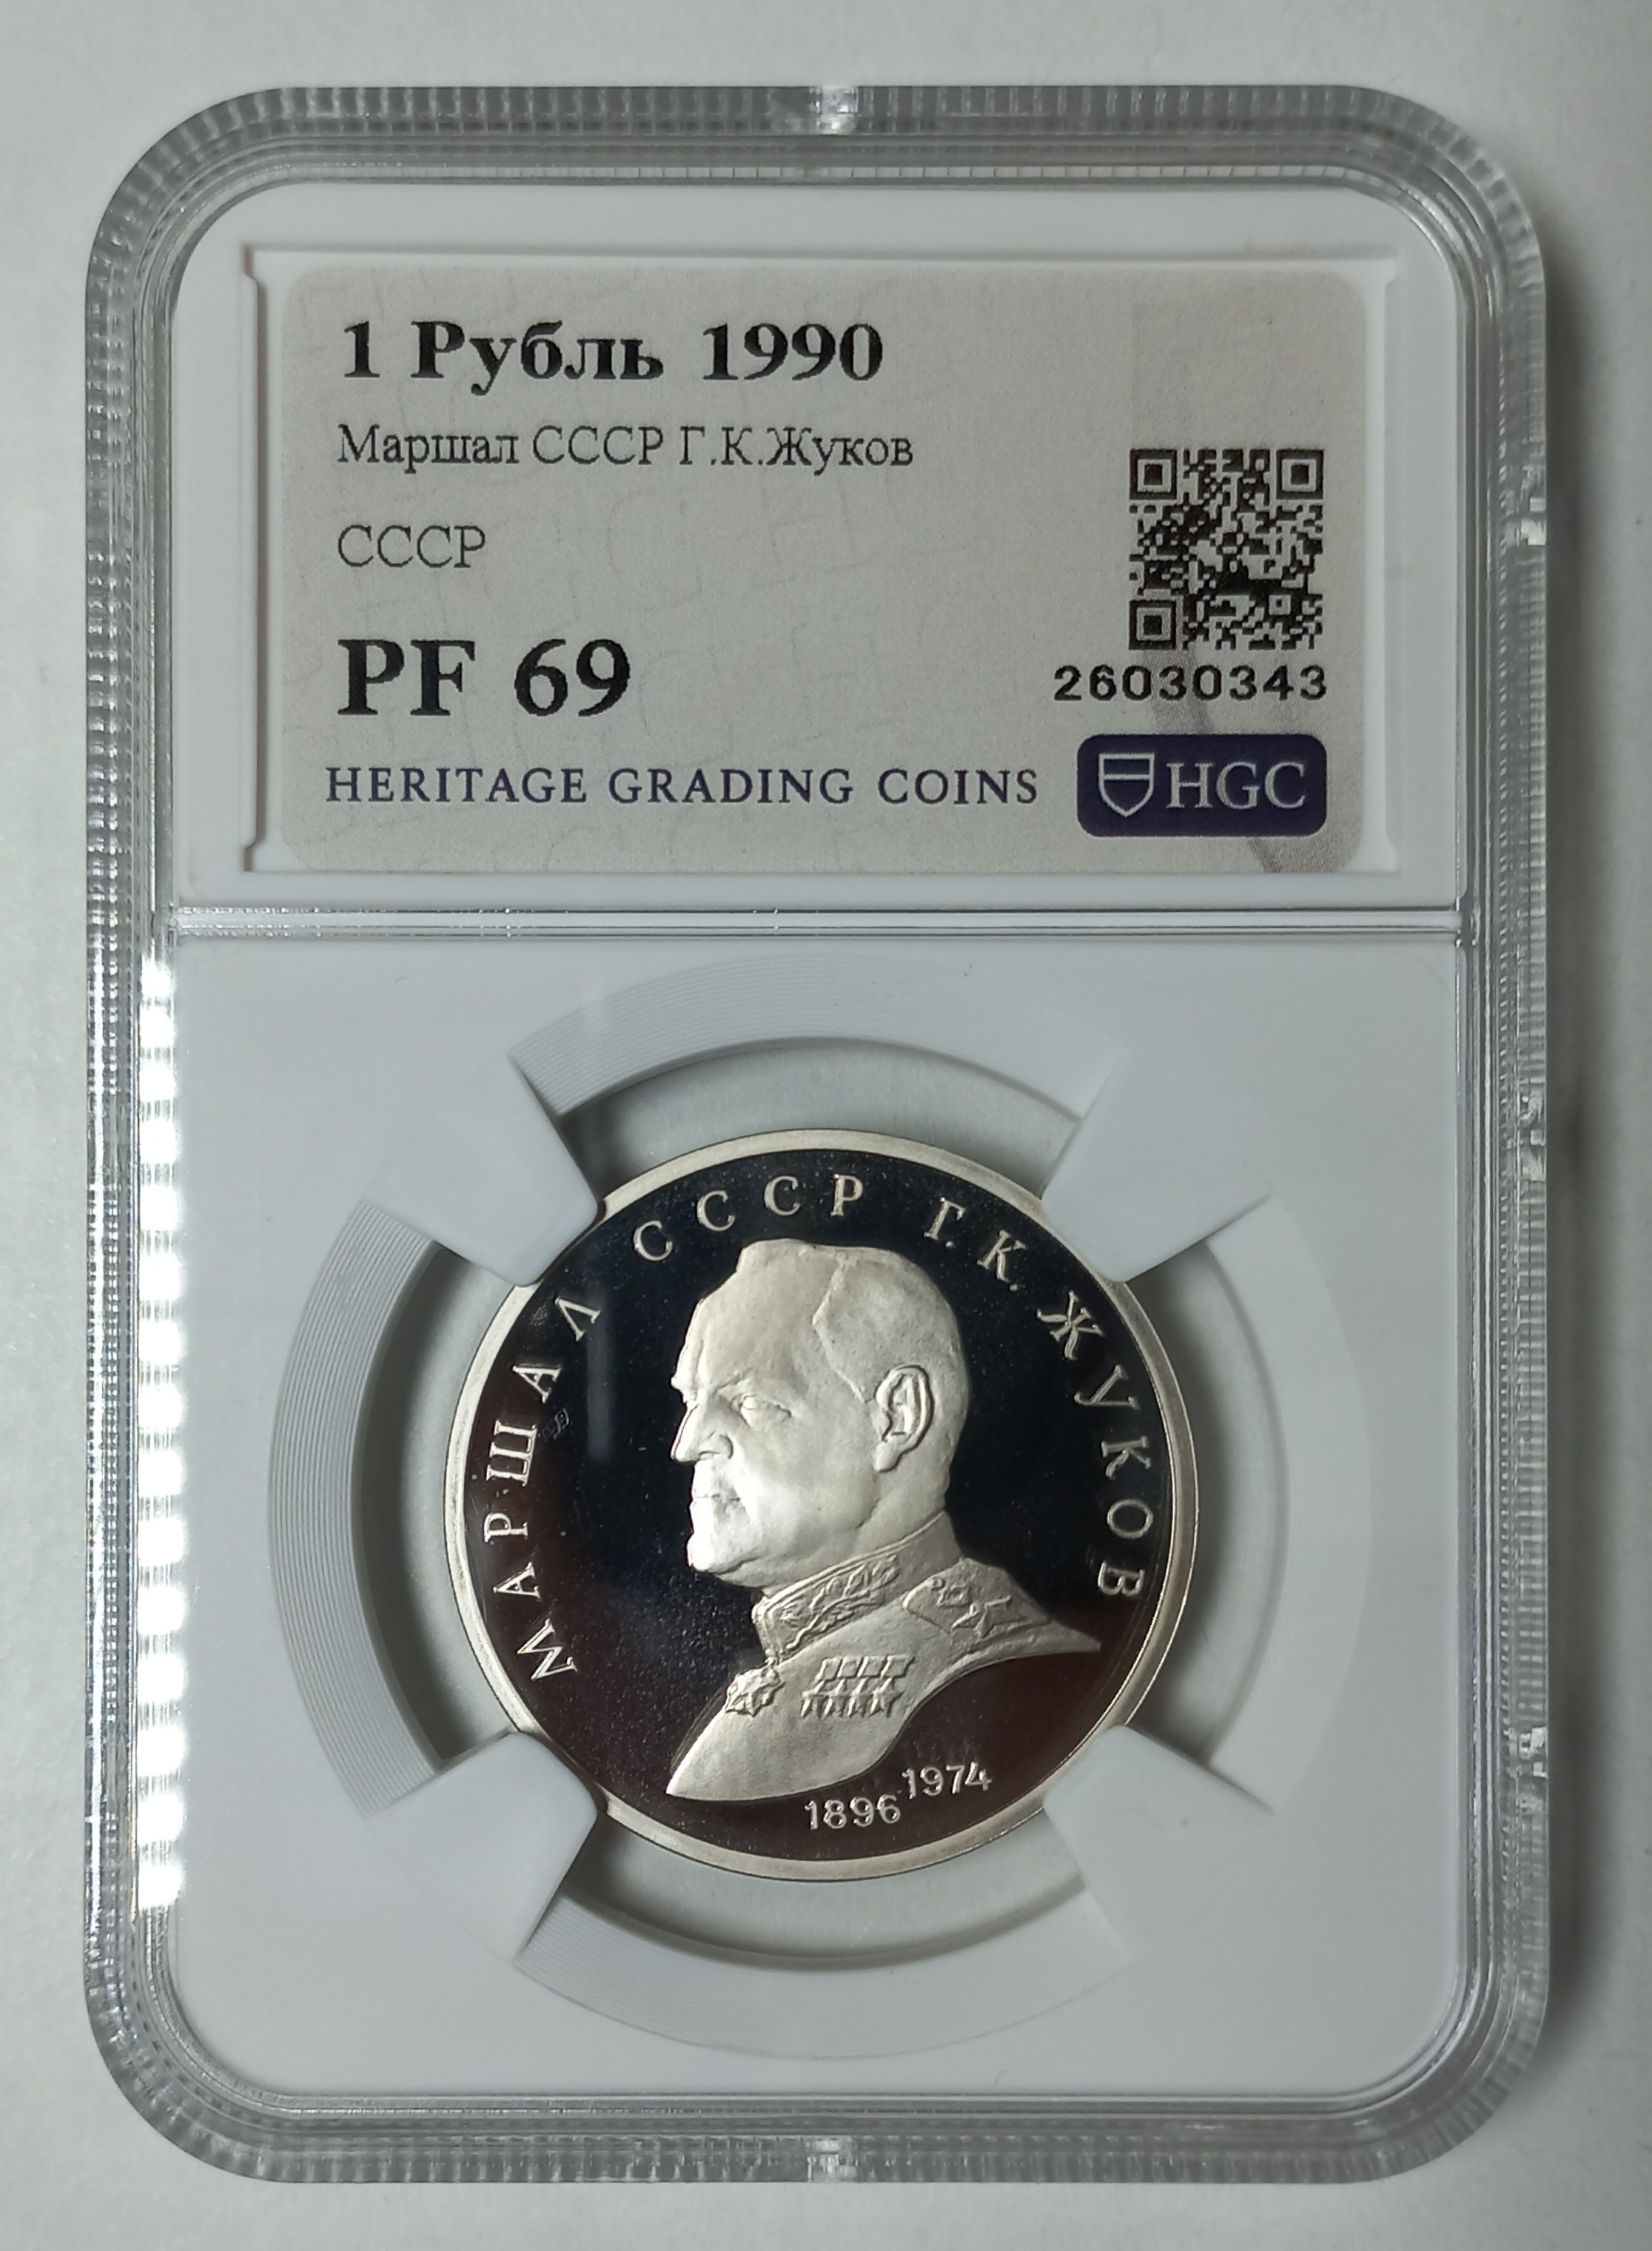 1 Рубль 1990
Маршал СССР Г.К.Жуков
СССР
PF 69
26030343
HERITAGE GRADING COINS
HGC
МАРШАЛ СССР Г.К.ЖУКОВ
1896 1974